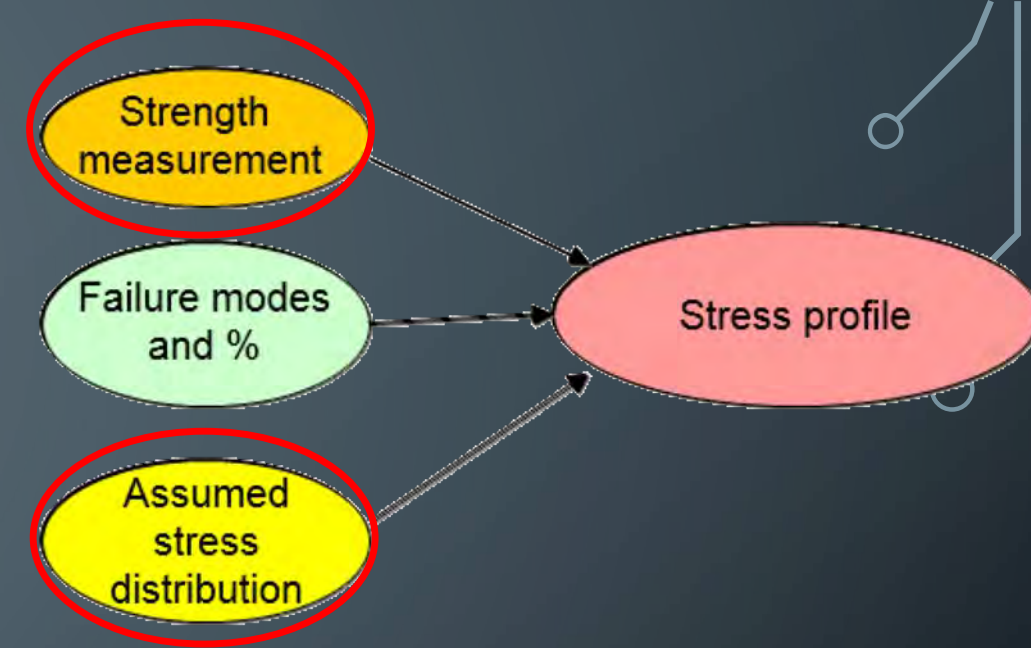 Strength
measurement
Failure modes
and %
Stress profile
Assumed
stress
distribution